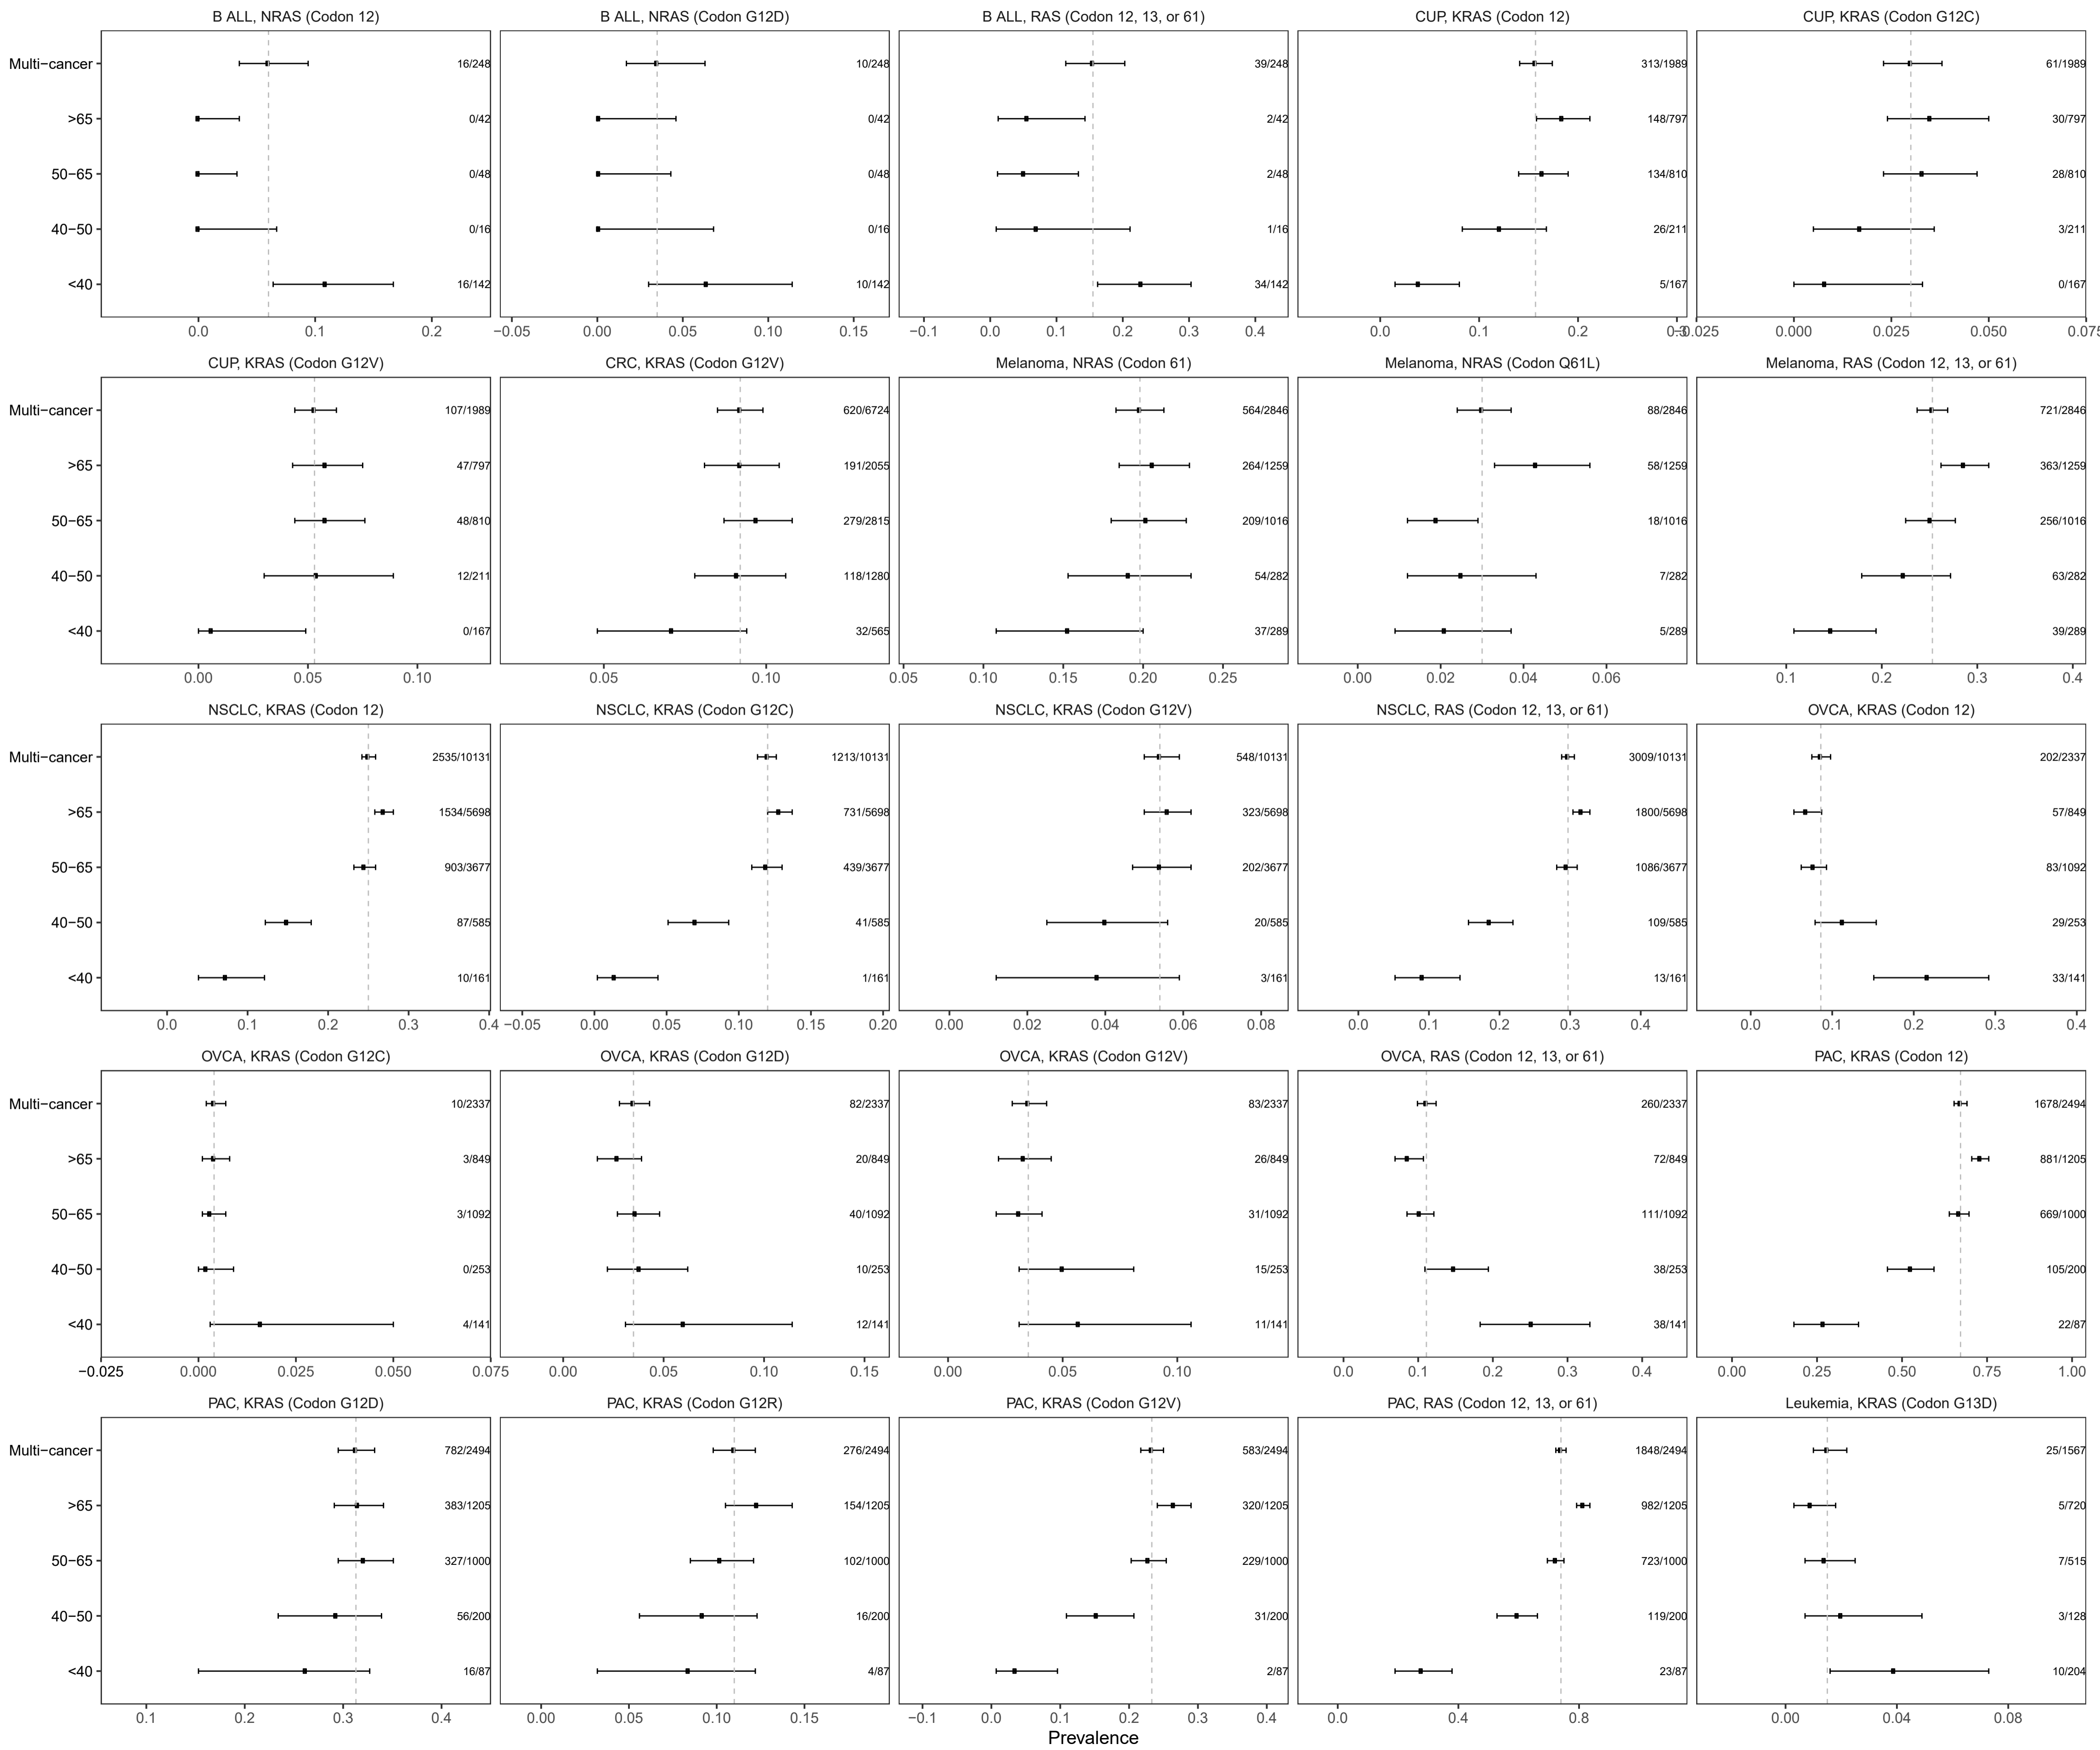 B ALL, NRAS (Codon 12)
B ALL, NRAS (Codon G12D)
B ALL, RAS (Codon 12, 13, or 61)
CUP, KRAS (Codon 12)
CUP, KRAS (Codon G12C)
Multi−cancer 16/248 10/248 39/248 313/1989 61/1989
>65 0/42 0/42 2/42 148/797 30/797
50−65 0/48 0/48 2/48 134/810 28/810
40−50 0/16 0/16 1/16 26/211 3/211
<40 16/142 10/142 34/142 5/167 0/167
0.0 0.1 0.2 −0.05 0.00 0.05 0.10 0.15 −0.1 0.0 0.1 0.2 0.3 0.4 0.0 0.1 0.2 0.3 −0.025 0.000 0.025 0.050 0.075
CUP, KRAS (Codon G12V)
CRC, KRAS (Codon G12V)
Melanoma, NRAS (Codon 61)
Melanoma, NRAS (Codon Q61L)
Melanoma, RAS (Codon 12, 13, or 61)
Multi−cancer 107/1989 620/6724 564/2846 88/2846 721/2846
>65 47/797 191/2055 264/1259 58/1259 363/1259
50−65 48/810 279/2815 209/1016 18/1016 256/1016
40−50 12/211 118/1280 54/282 7/282 63/282
<40 0/167 32/565 37/289 5/289 39/289
0.00 0.05 0.10 0.05 0.10 0.05 0.10 0.15 0.20 0.25 0.00 0.02 0.04 0.06 0.1 0.2 0.3 0.4
NSCLC, KRAS (Codon 12)
NSCLC, KRAS (Codon G12C)
NSCLC, KRAS (Codon G12V)
NSCLC, RAS (Codon 12, 13, or 61)
OVCA, KRAS (Codon 12)
Multi−cancer 2535/10131 1213/10131 548/10131 3009/10131 202/2337
>65 1534/5698 731/5698 323/5698 1800/5698 57/849
50−65 903/3677 439/3677 202/3677 1086/3677 83/1092
40−50 87/585 41/585 20/585 109/585 29/253
<40 10/161 1/161 3/161 13/161 33/141
0.0 0.1 0.2 0.3 0.4 −0.05 0.00 0.05 0.10 0.15 0.20 0.00 0.02 0.04 0.06 0.08 0.0 0.1 0.2 0.3 0.4 0.0 0.1 0.2 0.3 0.4
OVCA, KRAS (Codon G12C)
OVCA, KRAS (Codon G12D)
OVCA, KRAS (Codon G12V)
OVCA, RAS (Codon 12, 13, or 61)
PAC, KRAS (Codon 12)
Multi−cancer 10/2337 82/2337 83/2337 260/2337 1678/2494
>65 3/849 20/849 26/849 72/849 881/1205
50−65 3/1092 40/1092 31/1092 111/1092 669/1000
40−50 0/253 10/253 15/253 38/253 105/200
<40 4/141 12/141 11/141 38/141 22/87
−0.025 0.000 0.025 0.050 0.075 0.00 0.05 0.10 0.15 0.00 0.05 0.10 0.0 0.1 0.2 0.3 0.4 0.00 0.25 0.50 0.75 1.00
PAC, KRAS (Codon G12D)
PAC, KRAS (Codon G12R)
PAC, KRAS (Codon G12V)
PAC, RAS (Codon 12, 13, or 61)
Leukemia, KRAS (Codon G13D)
Multi−cancer 782/2494 276/2494 583/2494 1848/2494 25/1567
>65 383/1205 154/1205 320/1205 982/1205 5/720
50−65 327/1000 102/1000 229/1000 723/1000 7/515
40−50 56/200 16/200 31/200 119/200 3/128
<40 16/87 4/87 2/87 23/87 10/204
0.1 0.2 0.3 0.4 0.00 0.05 0.10 0.15 −0.1 0.0 0.1 0.2 0.3 0.4 0.0 0.4 0.8 0.00 0.04 0.08
Prevalence